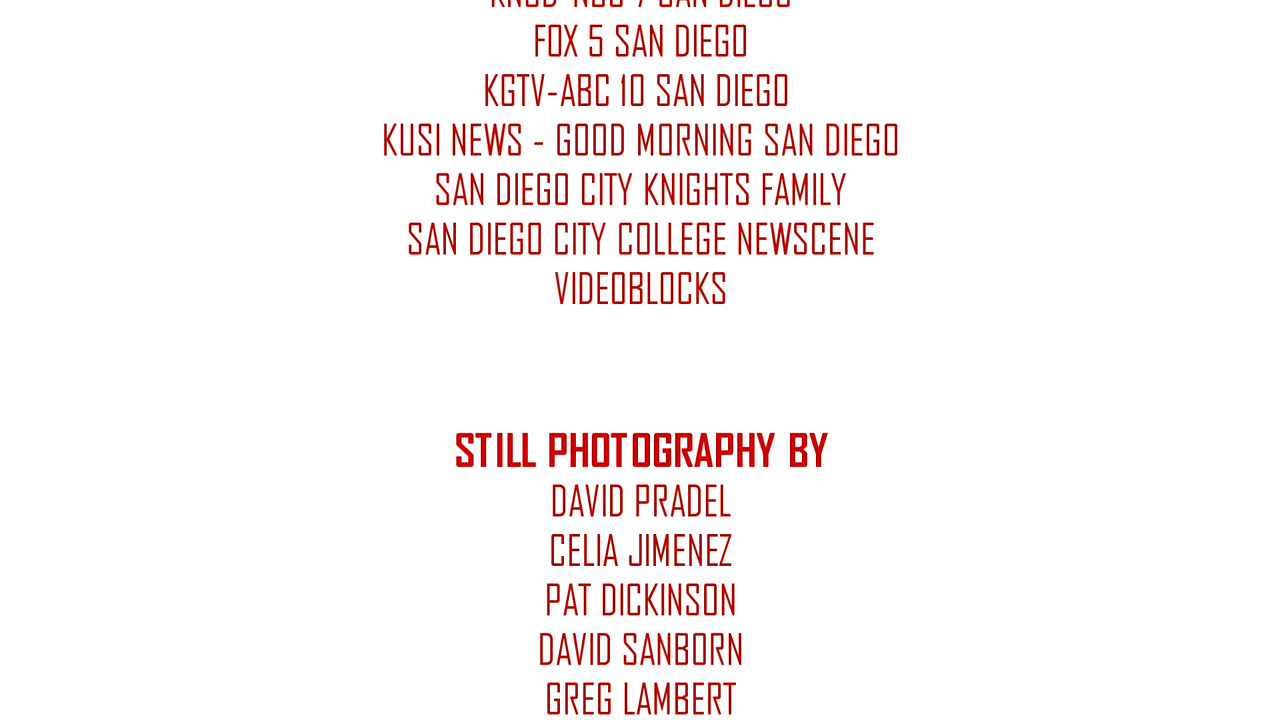 SAN DIEGO
FOX 5 SAN DIEGO
KGTV-ABC 10 SAN DIEGO
KUSI NEWS - GOOD MORNING SAN DIEGO
SAN DIEGO CITY KNIGHTS FAMILY
SAN DIEGO CITY COLLEGE NEWSCENE
VIDEOBLOCKS
STILL PHOTOGRAPHY BY
DAVID PRADEL
CELIA JIMENEZ
PAT DICKINSON
DAVID SANBORN
GREG LAMBERT